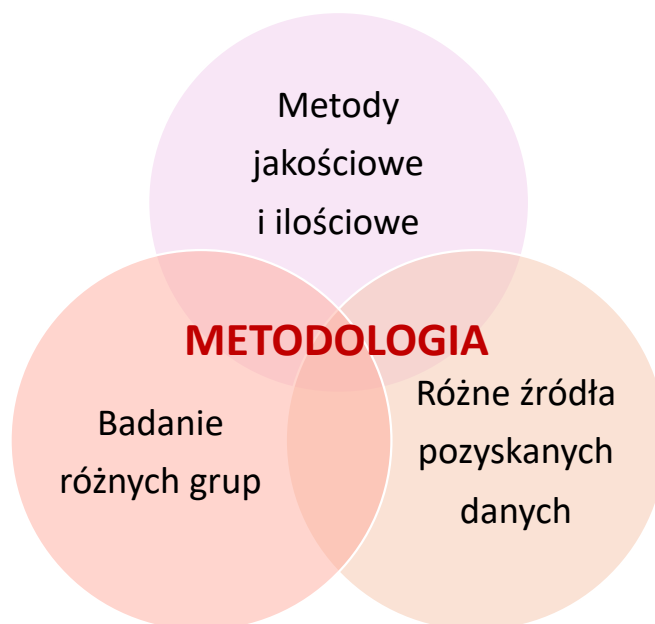 Metody
jakościowe
i ilościowe
METODOLOGIA
Badanie
różnych grup
Różne źródła
pozyskanych
danych